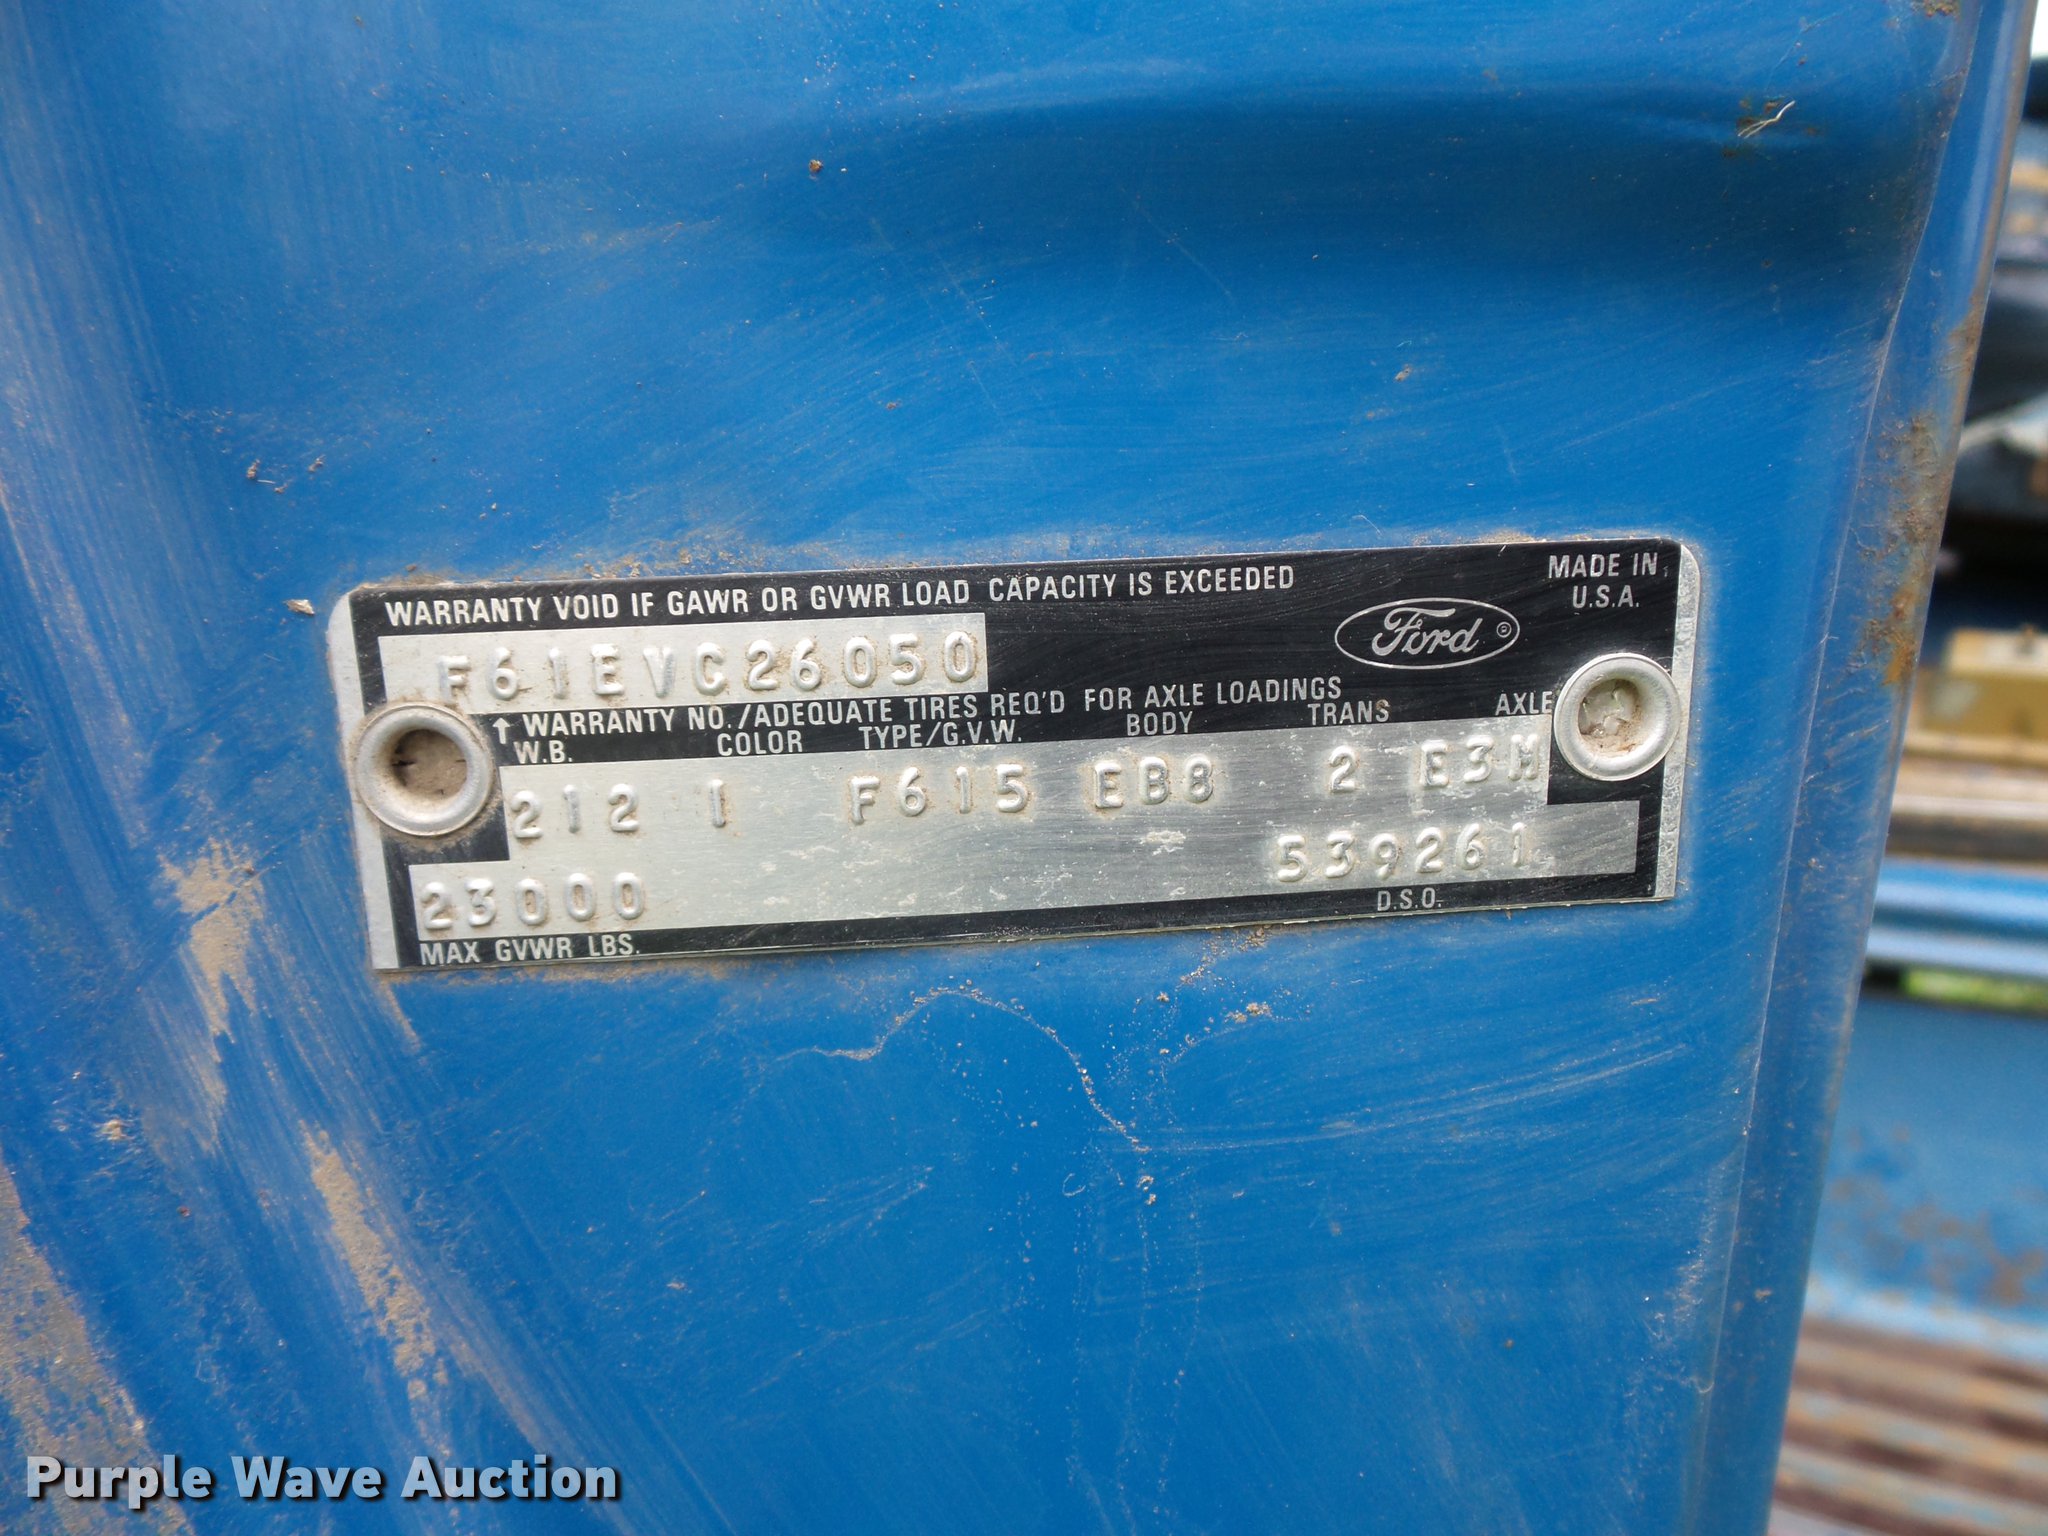 WARRANTY VOID IF GAWR OR GVWR LOAD CAPACITY IS EXCEEDED
MADE IN
U.S.A.
Ford ®
F61EVC26050
↑ WARRANTY NO./ADEQUATE TIRES REQ'D FOR AXLE LOADINGS
W.B. COLOR TYPE/G.V.W. BODY TRANS AXLE
212 1 F615 EB8 2 E3M
23000 539261
MAX GVWR LBS. D.S.O.
Purple Wave Auction